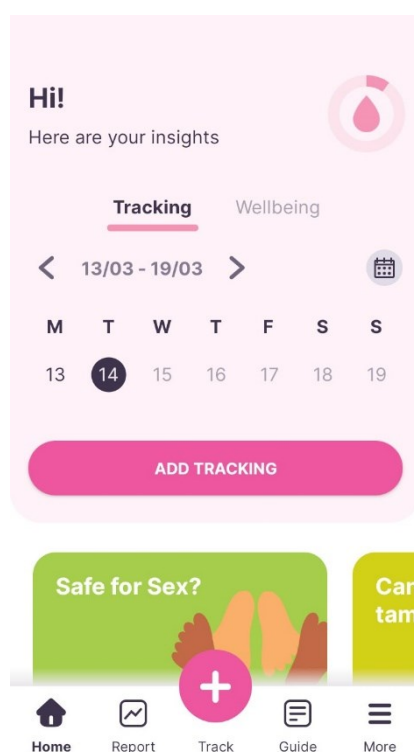 Hi!
Here are your insights
Tracking Wellbeing
13/03 - 19/03
M T W T F S S
13 14 15 16 17 18 19
ADD TRACKING
Safe for Sex?
Car
tam
Home Report Track Guide More